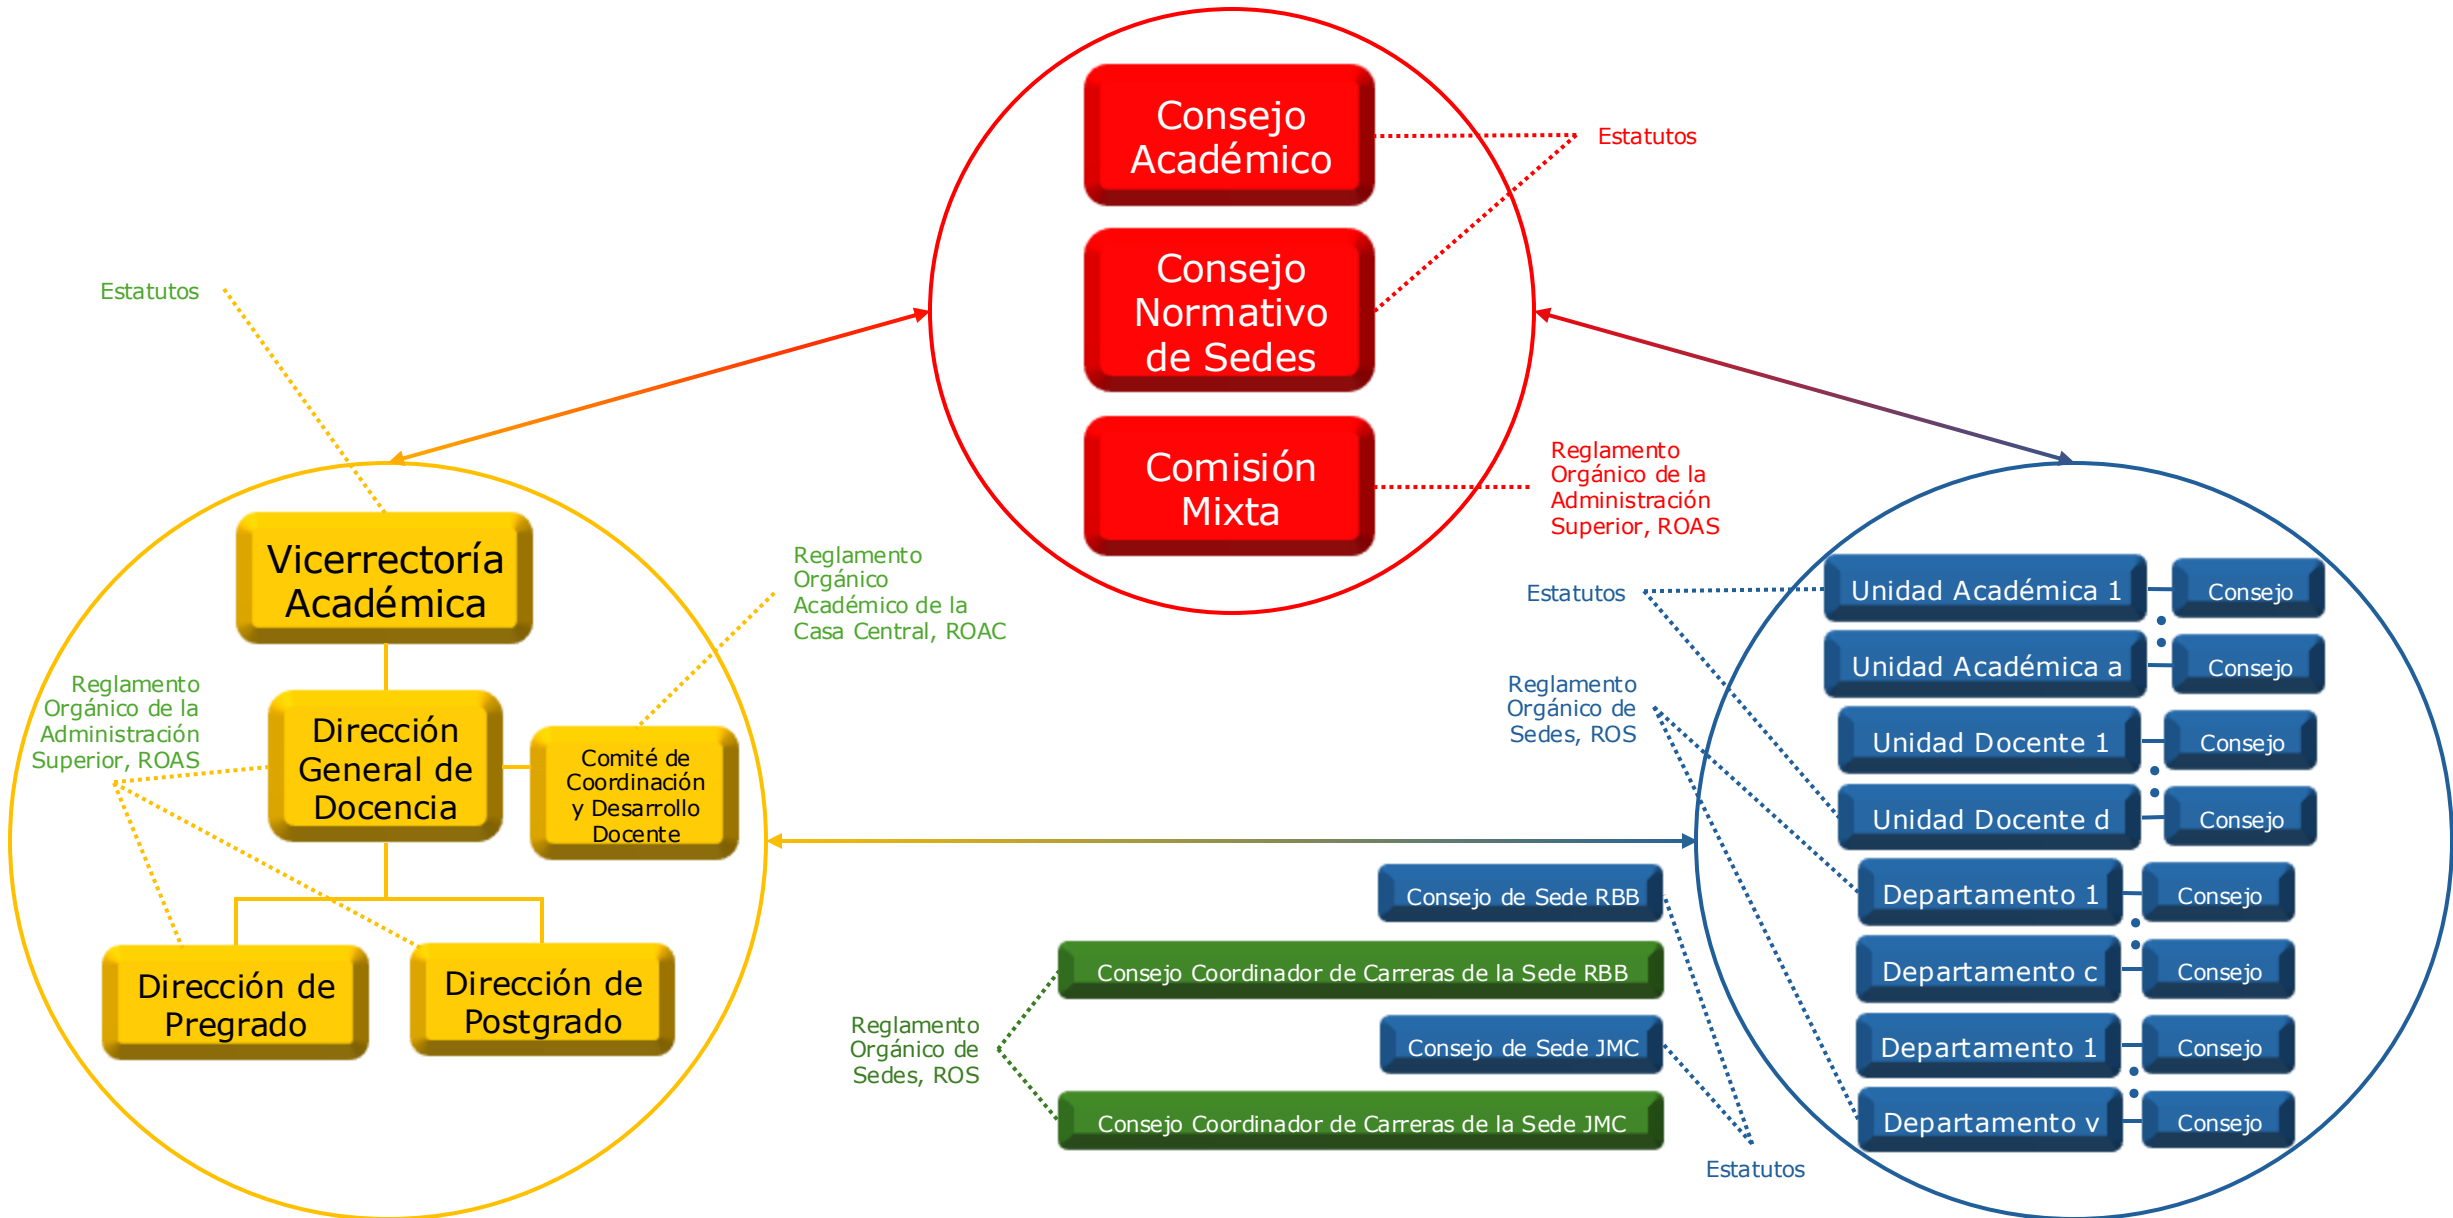 Consejo
Académico
Estatutos
Consejo
Normativo
de Sedes
Comisión
Mixta
Reglamento
Orgánico de la
Administración
Superior, ROAS
Estatutos
Vicerrectoría
Académica
Reglamento
Orgánico
Académico de la
Casa Central, ROAC
Reglamento
Orgánico de la
Administración
Superior, ROAS
Dirección
General de
Docencia
Comité de
Coordinación
y Desarrollo
Docente
Dirección de
Pregrado
Dirección de
Postgrado
Estatutos
Unidad Académica 1
Consejo
Unidad Académica a
Consejo
Reglamento
Orgánico de
Sedes, ROS
Unidad Docente 1
Consejo
Unidad Docente d
Consejo
Departamento 1
Consejo
Departamento c
Consejo
Departamento 1
Consejo
Departamento v
Consejo
Consejo de Sede RBB
Consejo Coordinador de Carreras de la Sede RBB
Reglamento
Orgánico de
Sedes, ROS
Consejo de Sede JMC
Consejo Coordinador de Carreras de la Sede JMC
Estatutos